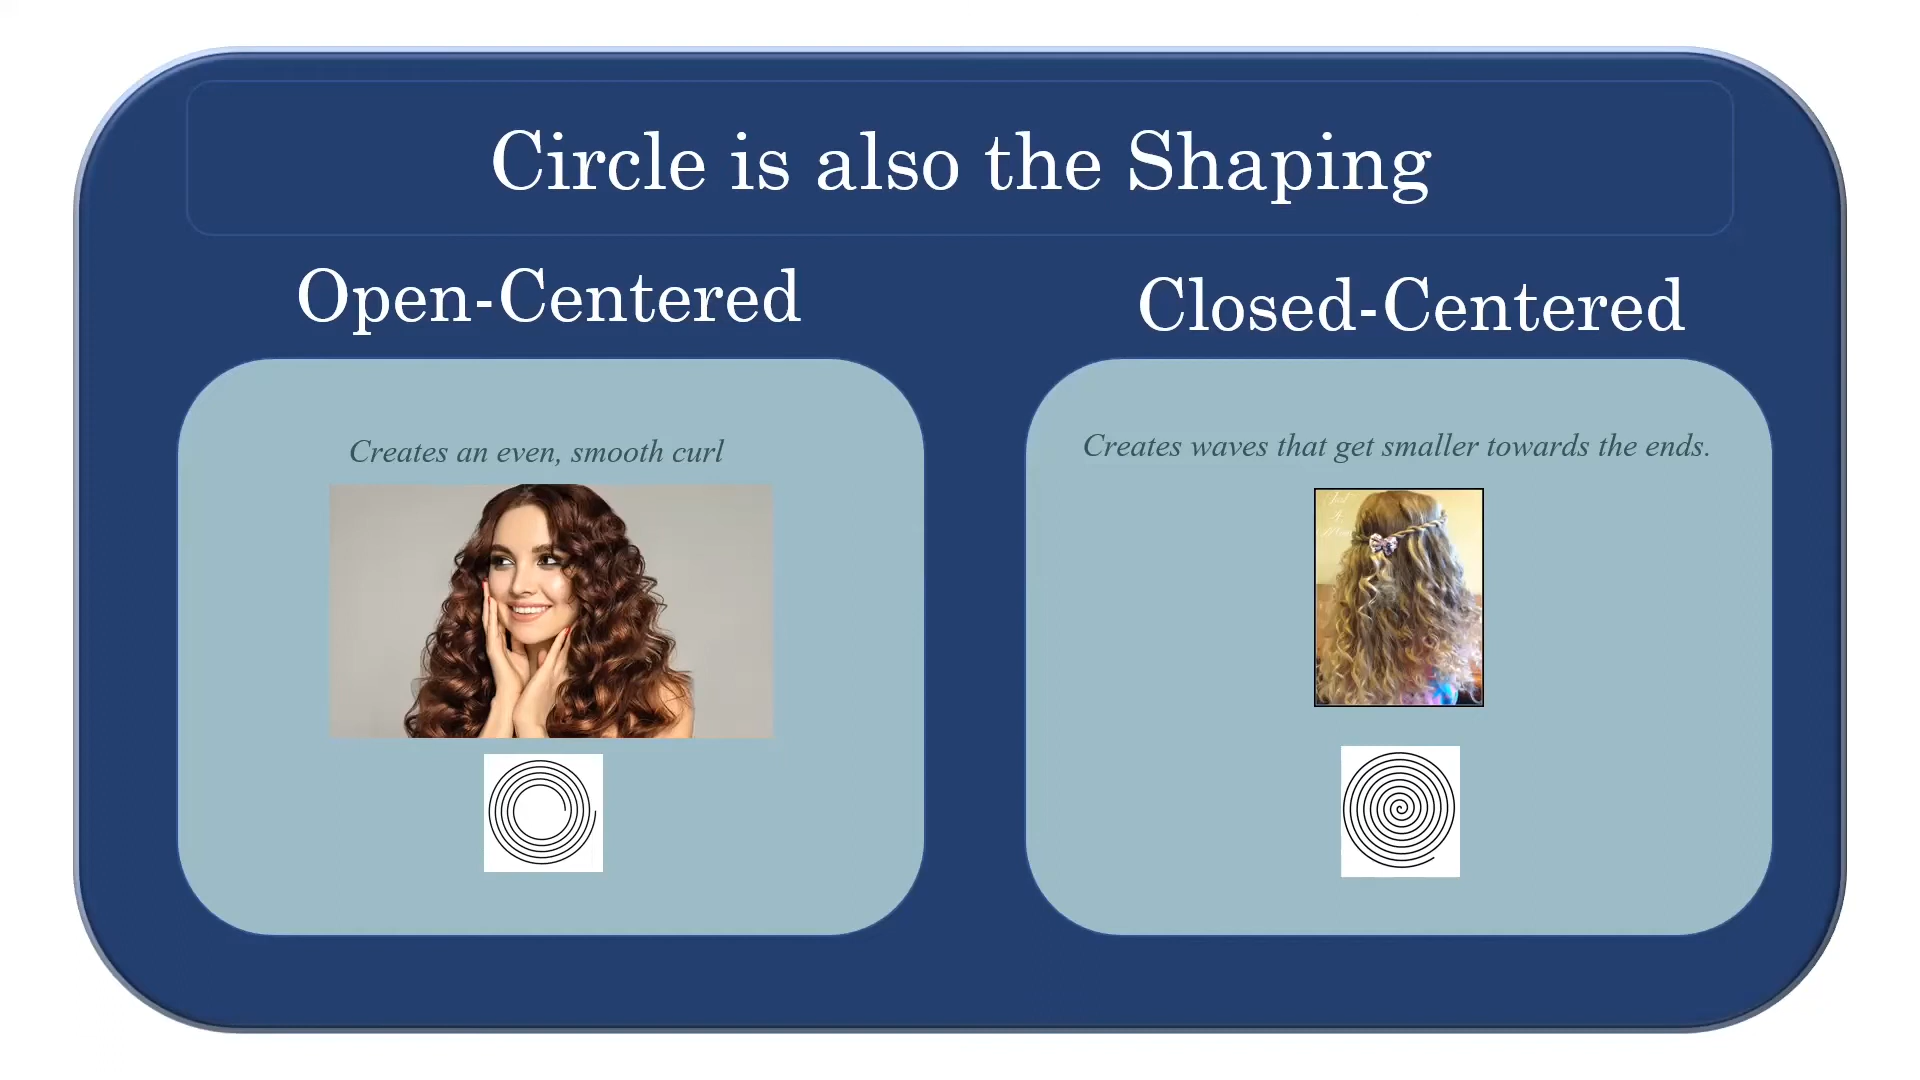 Circle is also the Shaping
Open-Centered
Closed-Centered
Creates an even, smooth curl
Creates waves that get smaller towards the ends.